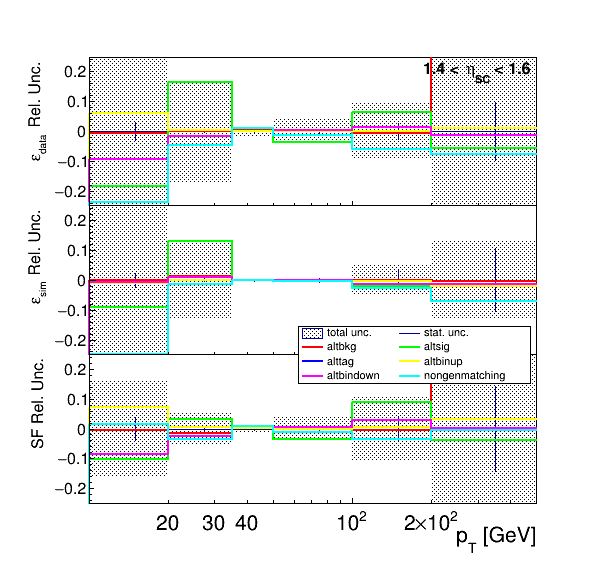 1.4 < η_SC < 1.6
ε_data Rel. Unc.
0.2
0.1
0
−0.1
−0.2
ε_sim Rel. Unc.
0.2
0.1
0
−0.1
−0.2
total unc. stat. unc.
altbkg altsig
alttag altbinup
altbindown nongenmatching
SF Rel. Unc.
0.2
0.1
0
−0.1
−0.2
20 30 40 10² 2×10²
p_T [GeV]